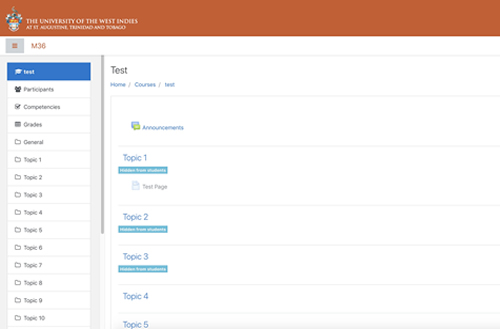 THE UNIVERSITY OF THE WEST INDIES
AT ST. AUGUSTINE, TRINIDAD AND TOBAGO
M36
test
Participants
Competencies
Grades
General
Topic 1
Topic 2
Topic 3
Topic 4
Topic 5
Topic 6
Topic 7
Topic 8
Topic 9
Topic 10
Test
Home / Courses / test
Announcements
Topic 1
Hidden from students
Test Page
Topic 2
Hidden from students
Topic 3
Hidden from students
Topic 4
Topic 5